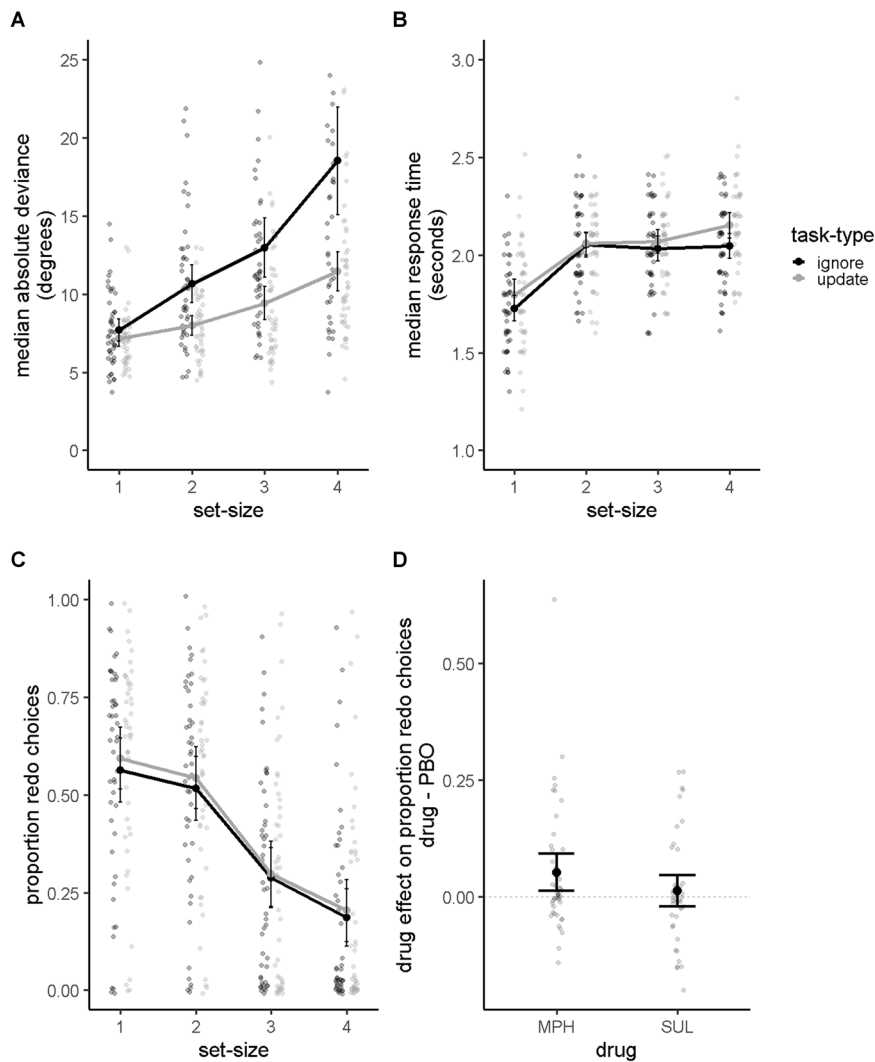 A
median absolute deviance
(degrees)
25
20
15
10
5
0
1 2 3 4
set-size
B
median response time
(seconds)
3.0
2.5
2.0
1.5
1.0
1 2 3 4
set-size
task-type
ignore
update
C
proportion redo choices
1.00
0.75
0.50
0.25
0.00
1 2 3 4
set-size
D
drug effect on proportion redo choices
drug - PBO
0.50
0.25
0.00
MPH SUL
drug